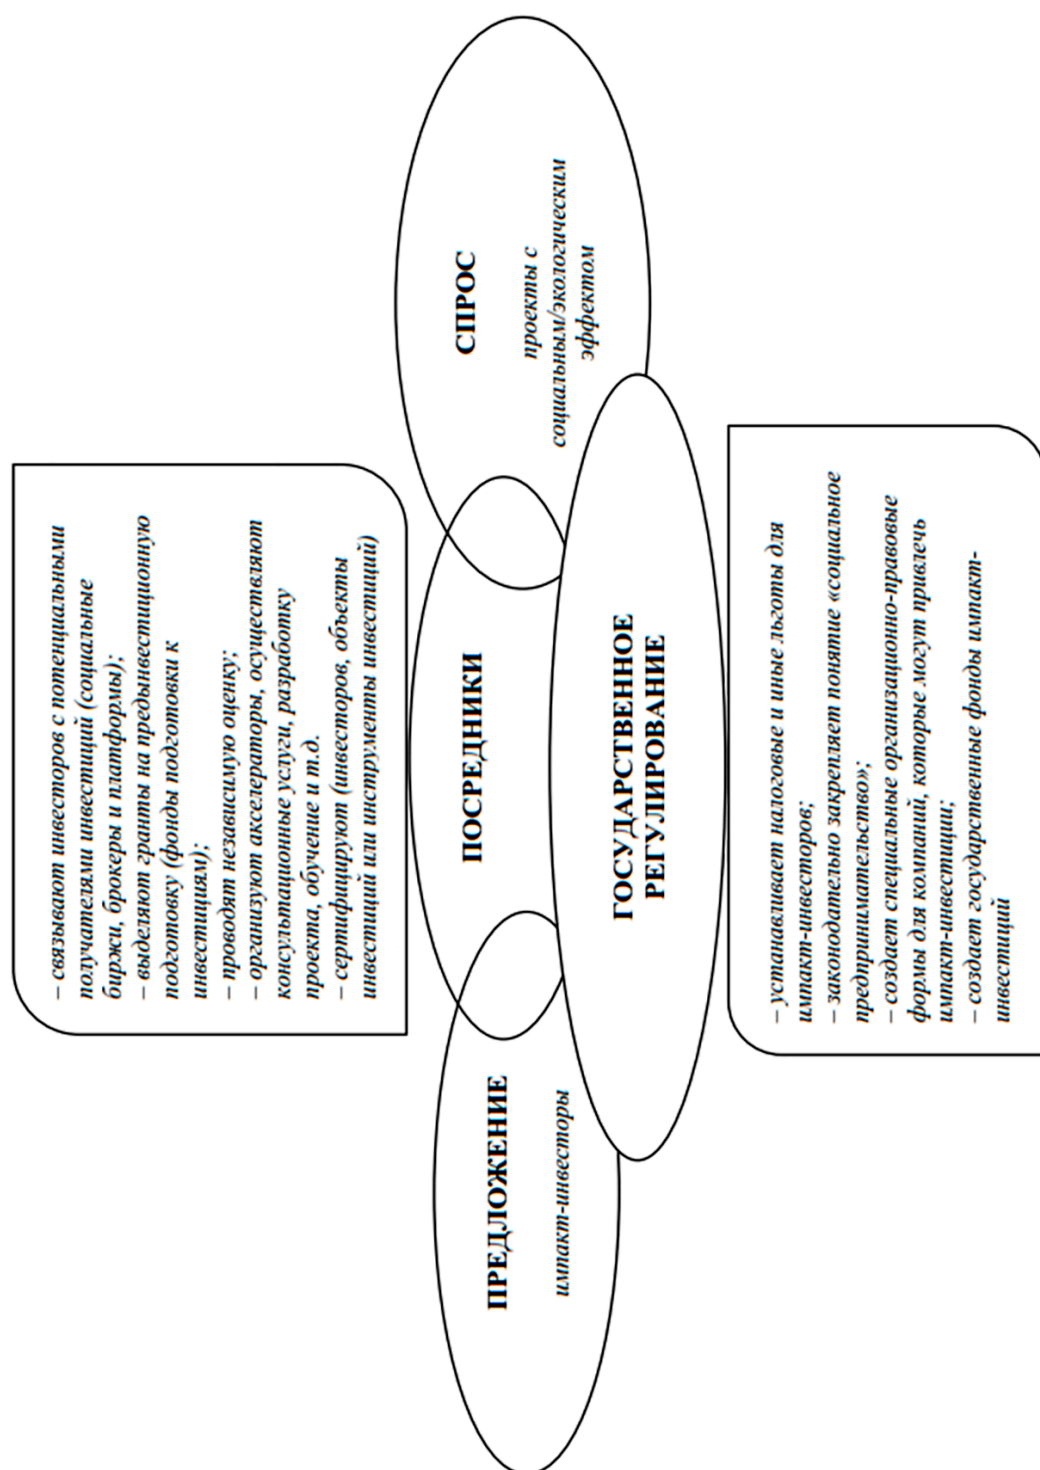 – связывают инвесторов с потенциальными
получателями инвестиций (социальные
биржи, брокеры и платформы);
– выделяют гранты на предынвестиционную
подготовку (фонды подготовки к
инвестициям);
– проводят независимую оценку;
– организуют акселераторы, осуществляют
консультационные услуги, разработку
проекта, обучение и т.д.
– сертифицируют (инвесторов, объекты
инвестиций или инструменты инвестиций)
ПРЕДЛОЖЕНИЕ
импакт-инвесторы
ПОСРЕДНИКИ
СПРОС
проекты с
социальным/экологическим
эффектом
ГОСУДАРСТВЕННОЕ
РЕГУЛИРОВАНИЕ
– устанавливает налоговые и иные льготы для
импакт-инвесторов;
– законодательно закрепляет понятие «социальное
предпринимательство»;
– создает специальные организационно-правовые
формы для компаний, которые могут привлечь
импакт-инвестиции;
– создает государственные фонды импакт-
инвестиций